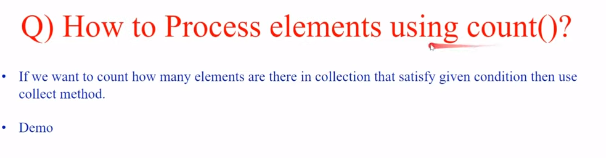 Q) How to Process elements using count()?
• If we want to count how many elements are there in collection that satisfy given condition then use
collect method.
• Demo